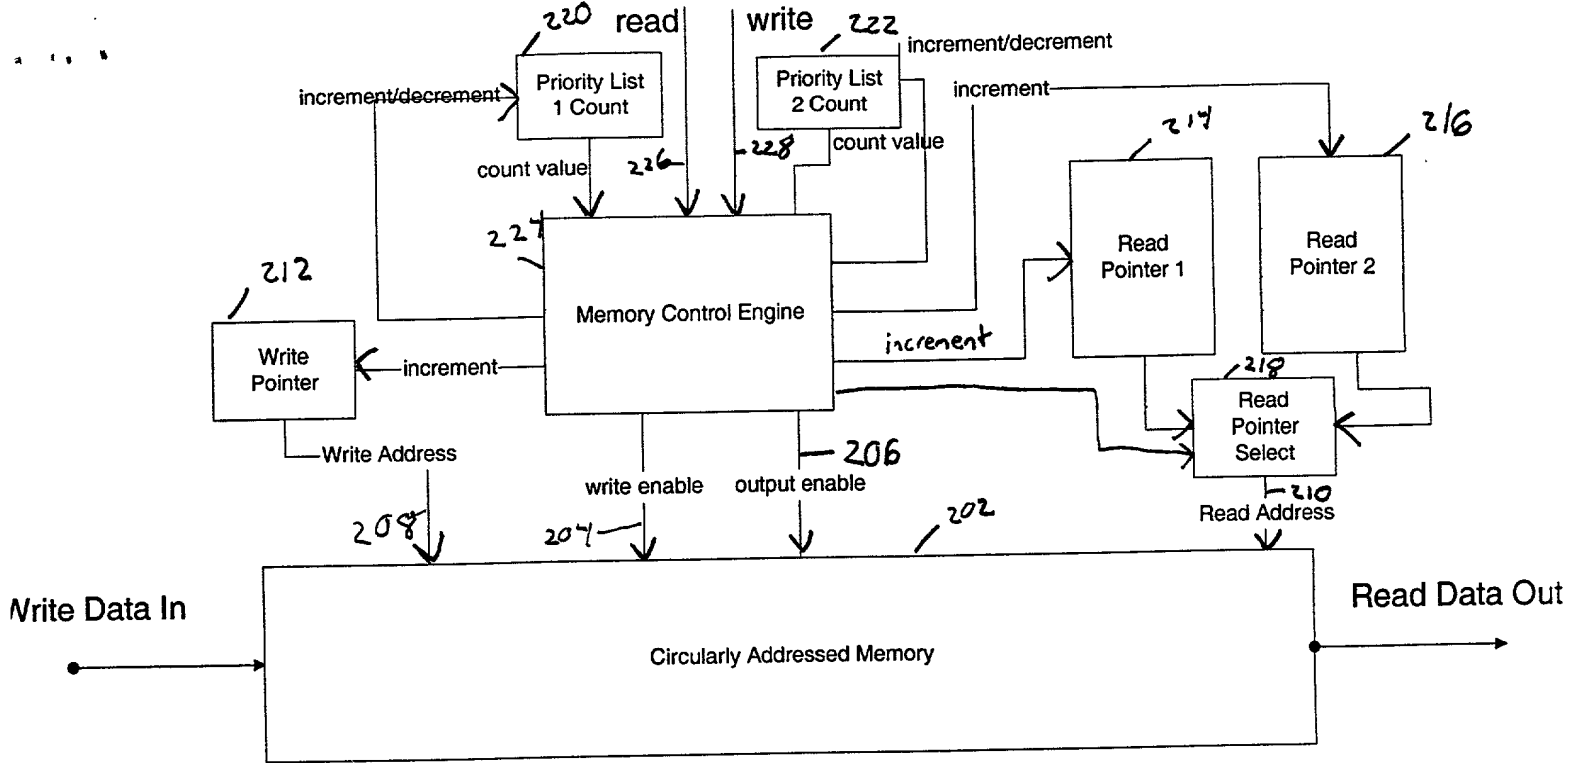 220
read
write
222
increment/decrement
Priority List
1 Count
Priority List
2 Count
increment/decrement
increment
214
216
count value
226
228
count value
224
Read
Pointer 1
Read
Pointer 2
212
Memory Control Engine
increment
Write
Pointer
increment
218
Read
Pointer
Select
Write Address
206
write enable
output enable
210
Read Address
208
204
202
Write Data In
Read Data Out
Circularly Addressed Memory